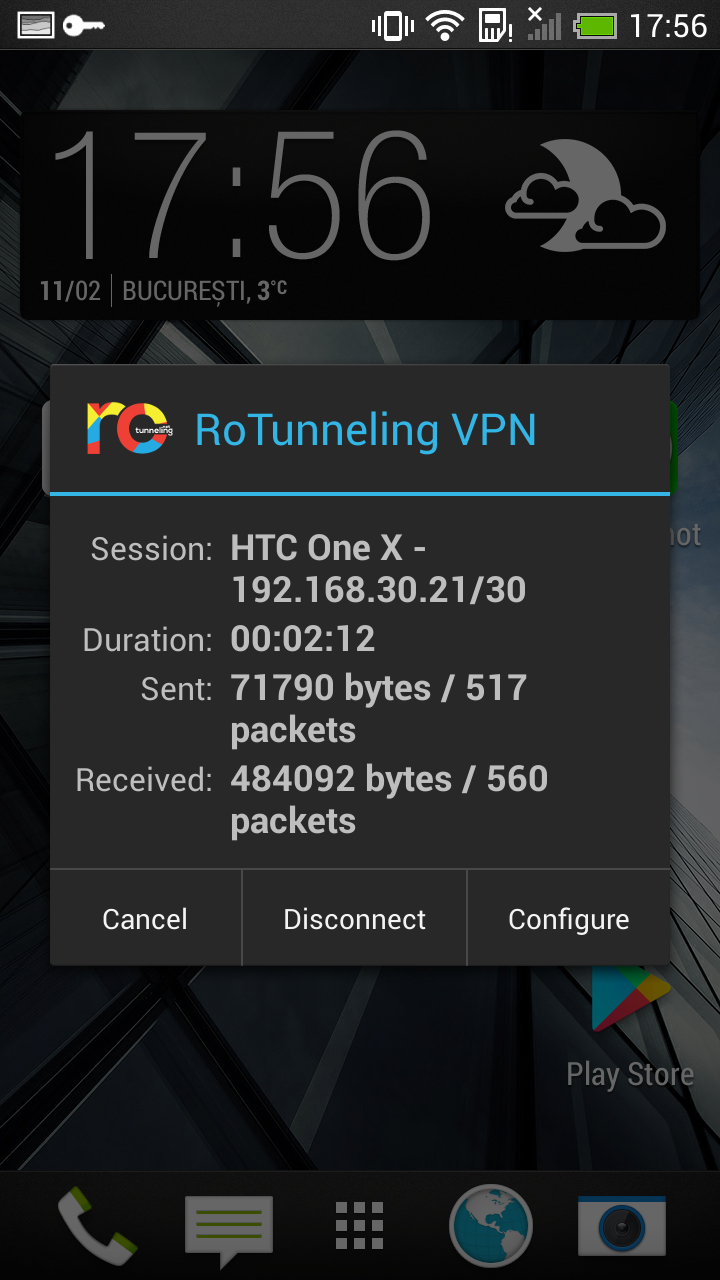 17:56
17:56
11/02 BUCUREȘTI, 3°C
tunneling
RoTunneling VPN
ot
Session: HTC One X -
192.168.30.21/30
Duration: 00:02:12
Sent: 71790 bytes / 517
packets
Received: 484092 bytes / 560
packets
Cancel Disconnect Configure
Play Store